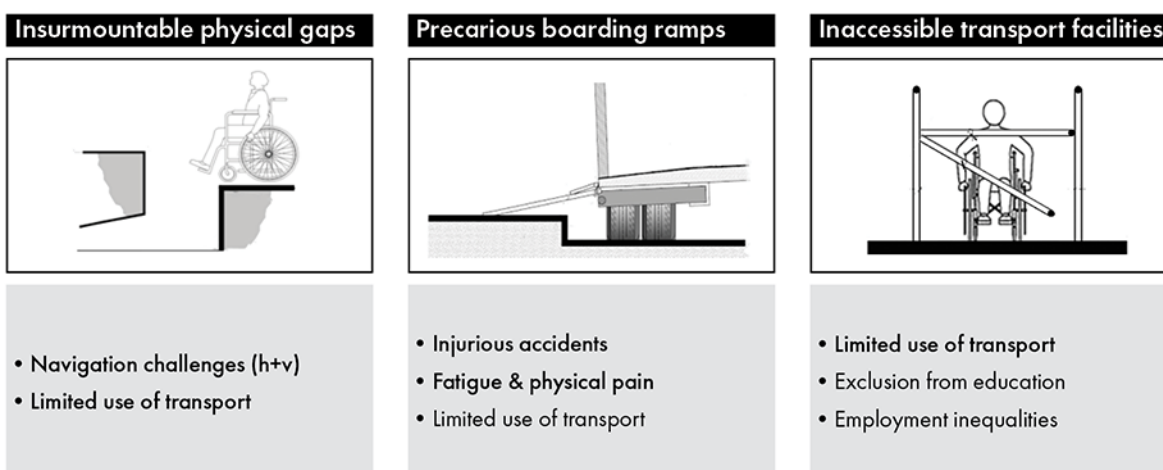 Insurmountable physical gaps
• Navigation challenges (h+v)
• Limited use of transport
Precarious boarding ramps
• Injurious accidents
• Fatigue & physical pain
• Limited use of transport
Inaccessible transport facilities
• Limited use of transport
• Exclusion from education
• Employment inequalities